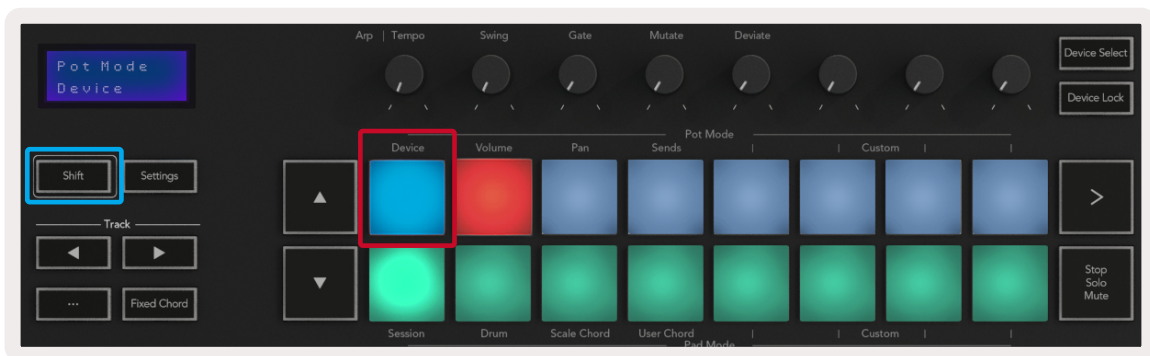 Arp | Tempo Swing Gate Mutate Deviate
Pot Mode
Device
Device Select
Device Lock
Pot Mode
Device Volume Pan Sends Custom
Shift Settings
Track
... Fixed Chord
Stop
Solo
Mute
Session Drum Scale Chord User Chord Custom
Pad Mode